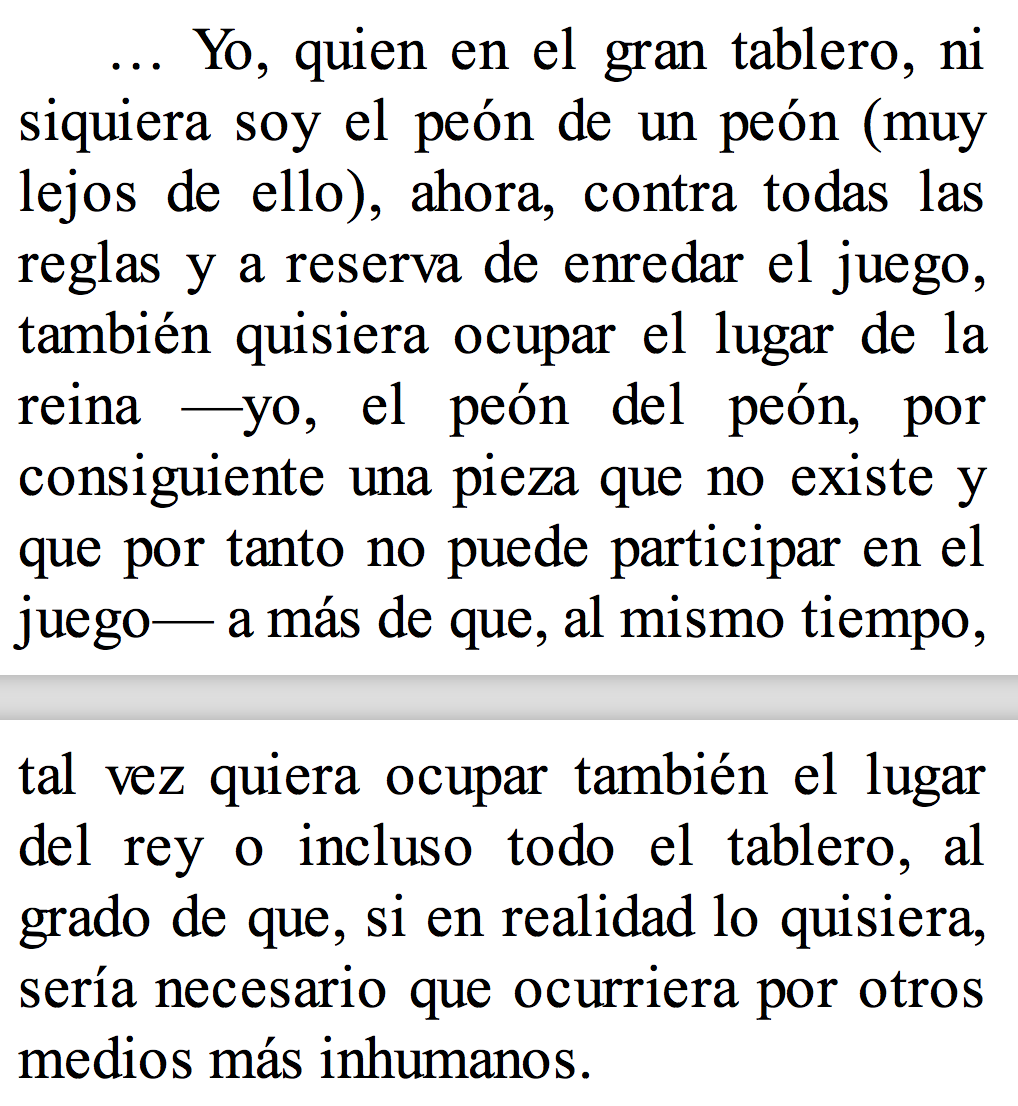 ... Yo, quien en el gran tablero, ni
siquiera soy el peón de un peón (muy
lejos de ello), ahora, contra todas las
reglas y a reserva de enredar el juego,
también quisiera ocupar el lugar de la
reina —yo, el peón del peón, por
consiguiente una pieza que no existe y
que por tanto no puede participar en el
juego— a más de que, al mismo tiempo,
tal vez quiera ocupar también el lugar
del rey o incluso todo el tablero, al
grado de que, si en realidad lo quisiera,
sería necesario que ocurriera por otros
medios más inhumanos.